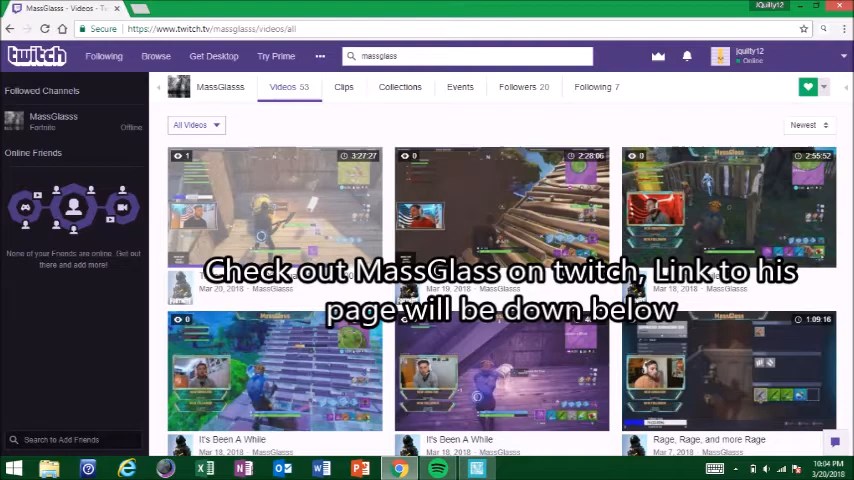 MassGlasss's Videos - Tw
jQuilty12
Secure
https://www.twitch.tv/massglasss/videos/all
twitch
Following
Browse
Get Desktop
Try Prime
massglass
jquilty12
Online
Followed Channels
MassGlasss
Fortnite
Offline
Online Friends
None of your Friends are online. Get out
there and add more!
Search to Add Friends
MassGlasss
Videos 53
Clips
Collections
Events
Followers 20
Following 7
All Videos
Newest
1
3:27:27
0
2:28:06
0
2:55:52
Check out MassGlass on twitch, Link to his
page will be down below
Mar 20, 2018 · MassGlasss
Mar 19, 2018 · MassGlasss
Mar 18, 2018 · MassGlasss
0
1:09:16
It's Been A While
Mar 18, 2018 · MassGlasss
It's Been A While
Mar 18, 2018 · MassGlasss
Rage, Rage, and more Rage
Mar 7, 2018 · MassGlasss
10:04 PM
3/20/2018